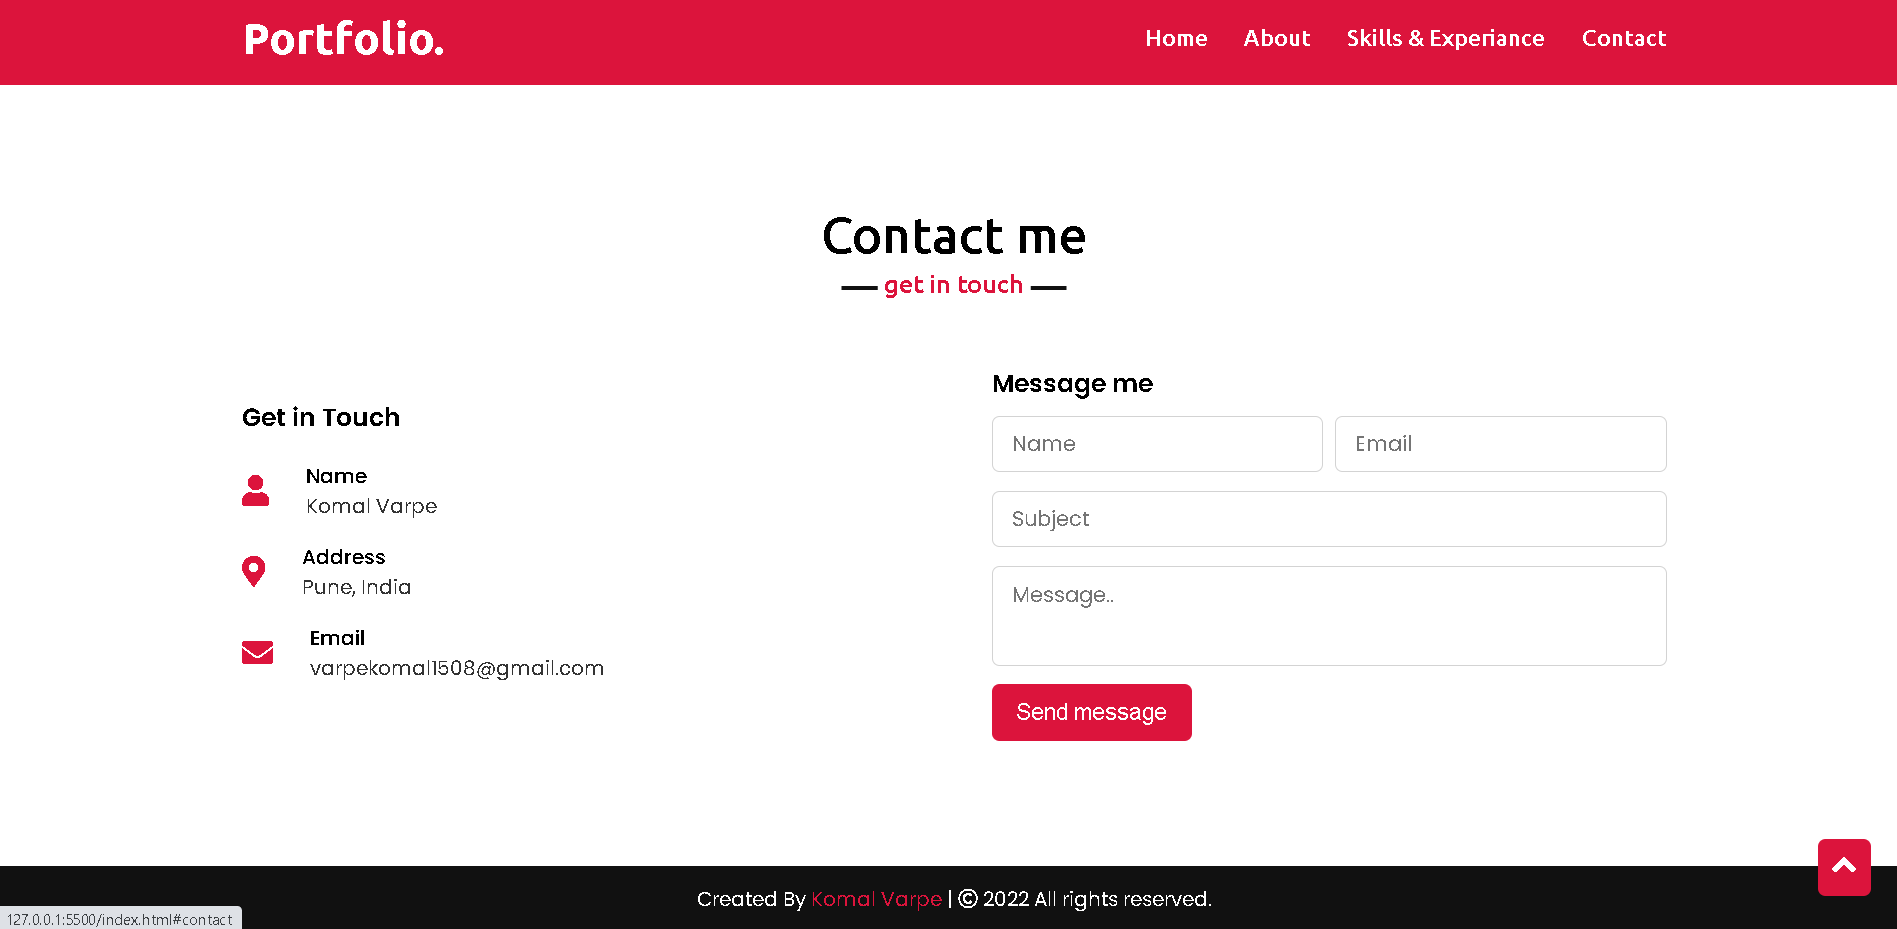 Portfolio.
Home About Skills & Experiance Contact
Contact me
get in touch
Get in Touch
Name
Komal Varpe
Address
Pune, India
Email
varpekomal1508@gmail.com
Message me
Name Email
Subject
Message..
Send message
Created By Komal Varpe | © 2022 All rights reserved.
127.0.0.1:5500/index.html#contact